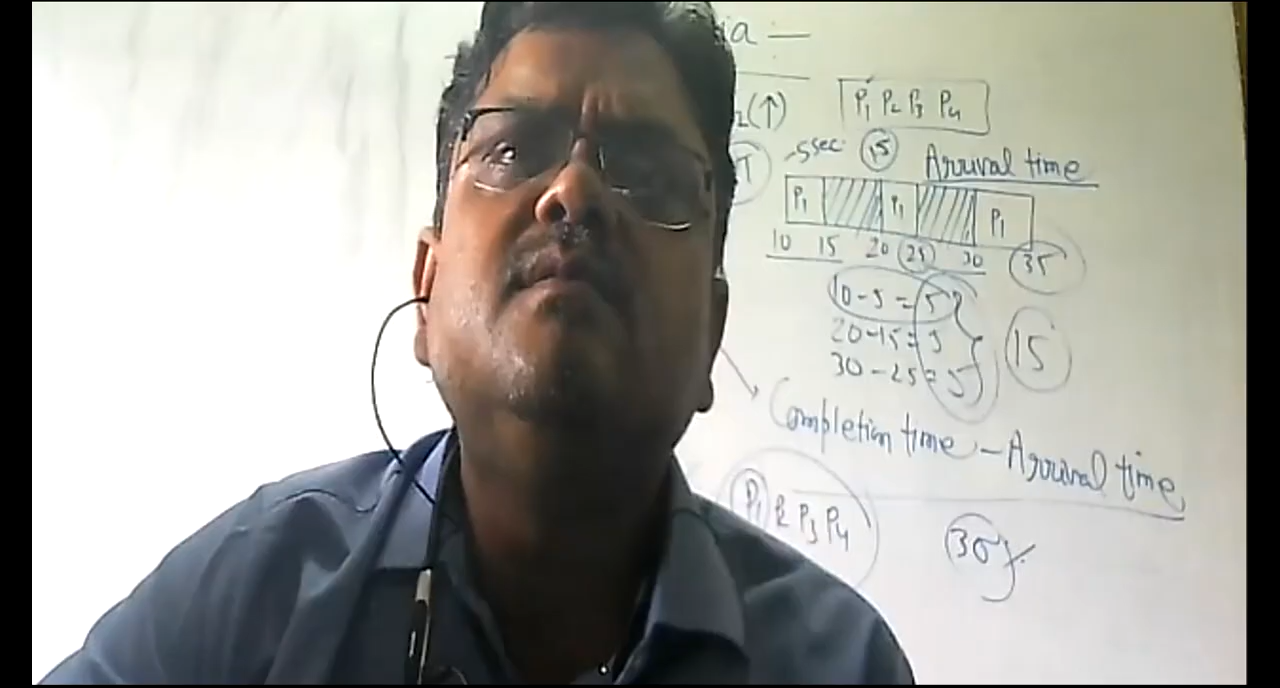 ia :-
(↑)
P₁ P₂ P₃ P₄
5sec. 15 Arrival time
P₁ P₁ P₁
10 15 20 25 30 35
10-5 = 5
20-15 = 5
30-25 = 5
15
Completion time - Arrival time
P₁ P₂ P₃ P₄